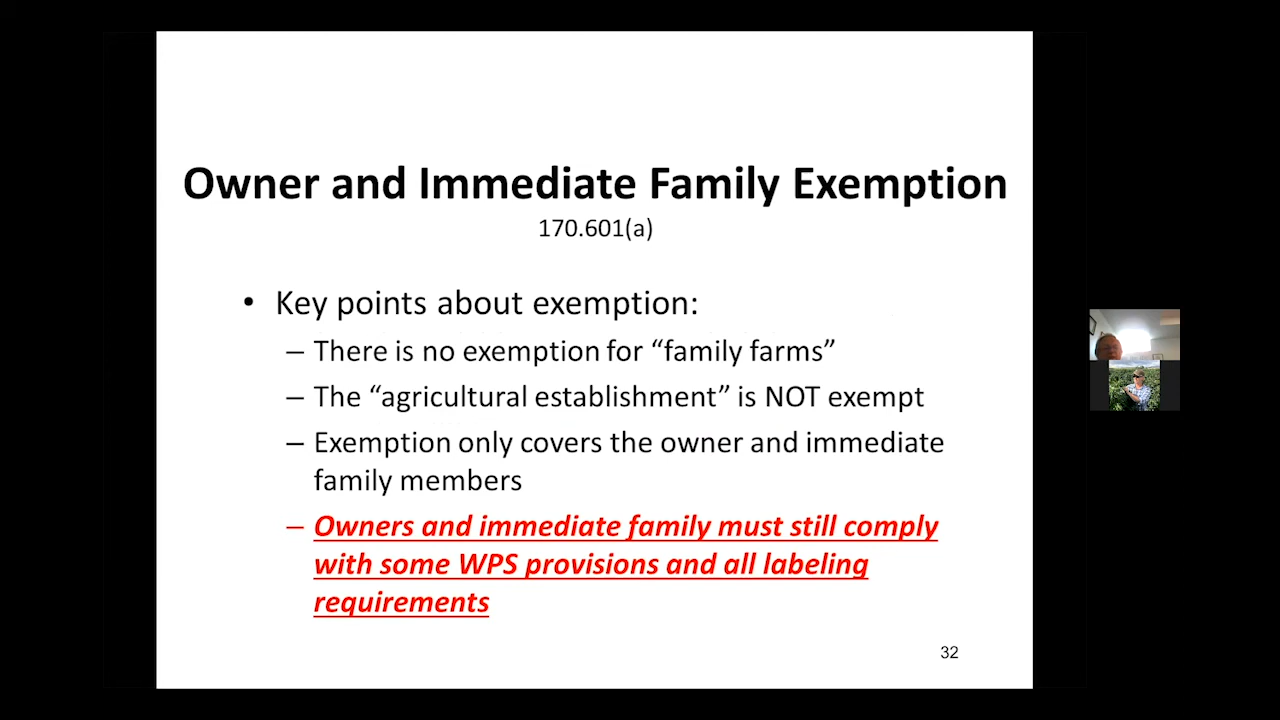 Owner and Immediate Family Exemption
170.601(a)
• Key points about exemption:
– There is no exemption for “family farms”
– The “agricultural establishment” is NOT exempt
– Exemption only covers the owner and immediate
family members
– Owners and immediate family must still comply
with some WPS provisions and all labeling
requirements
32